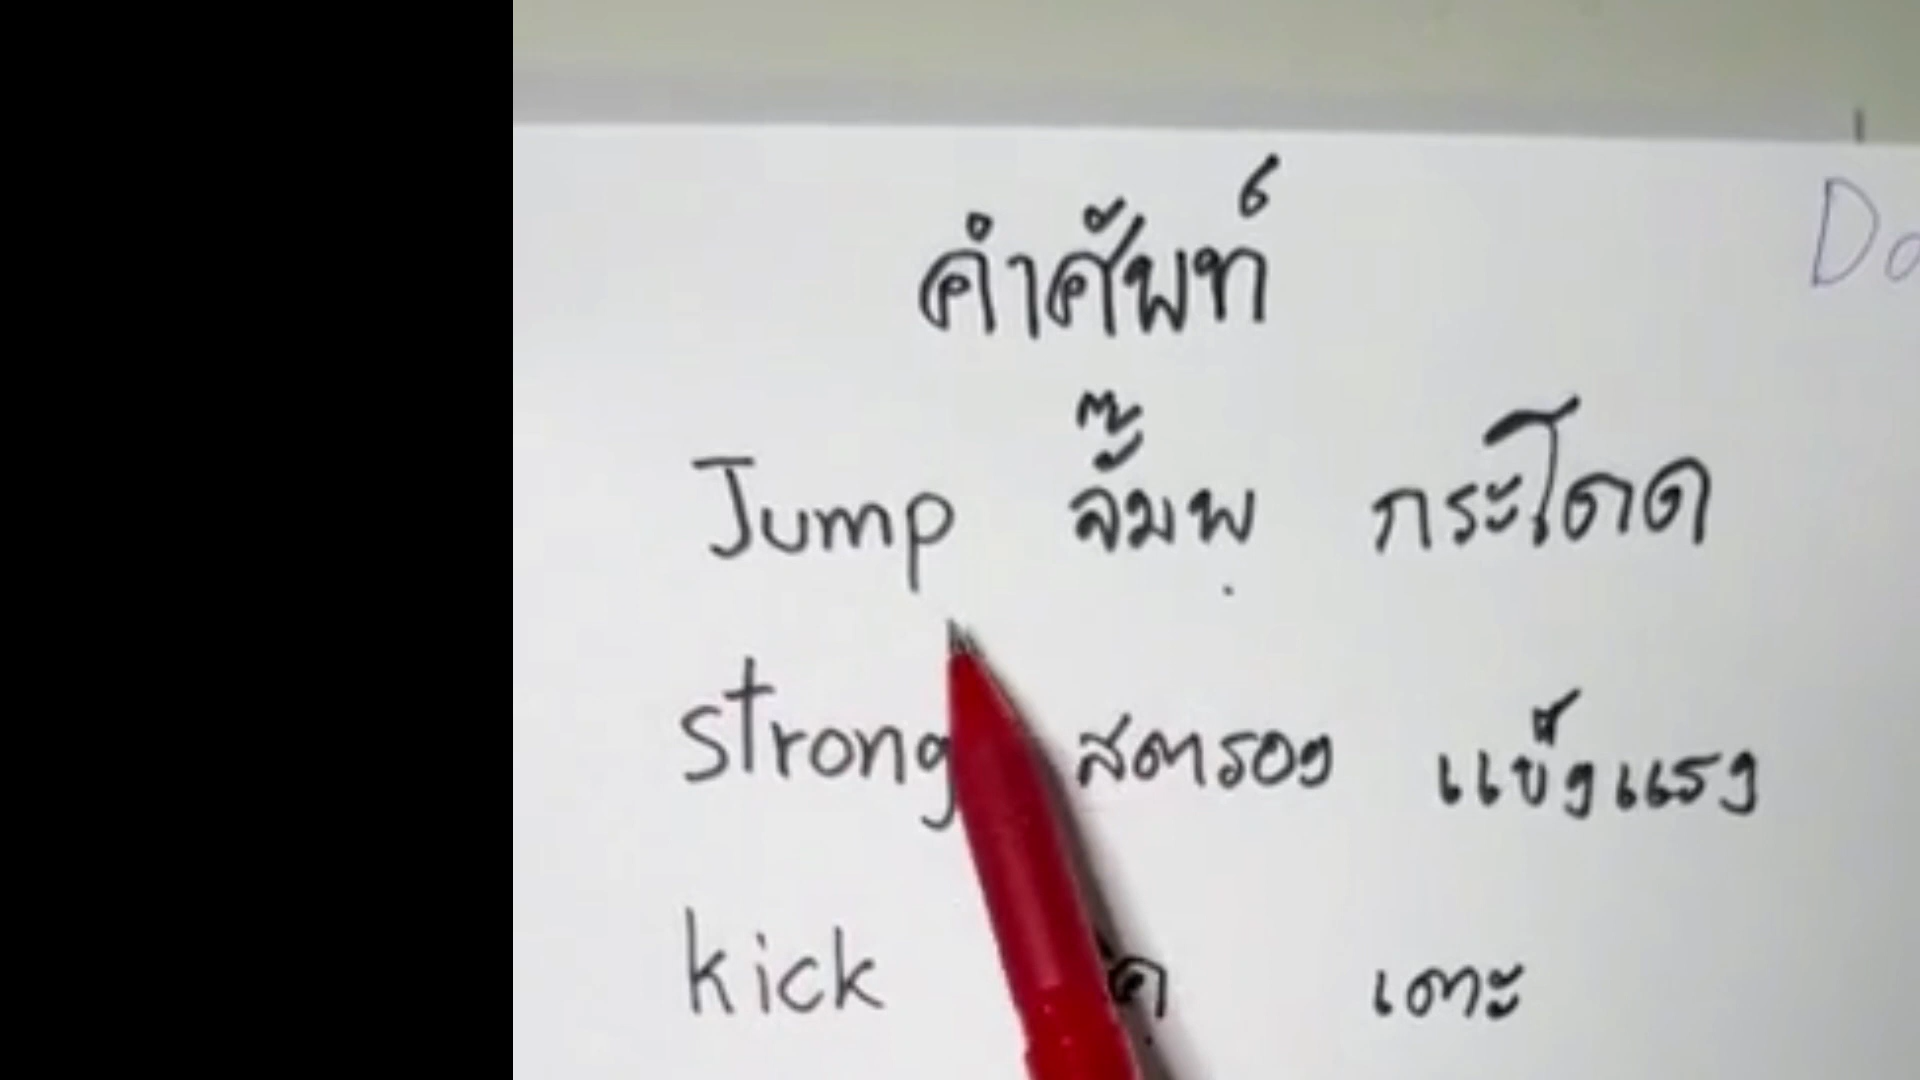 คำศัพท์
Jump จั๊มพฺ กระโดด
strong สตรอง แข็งแรง
kick เตะ